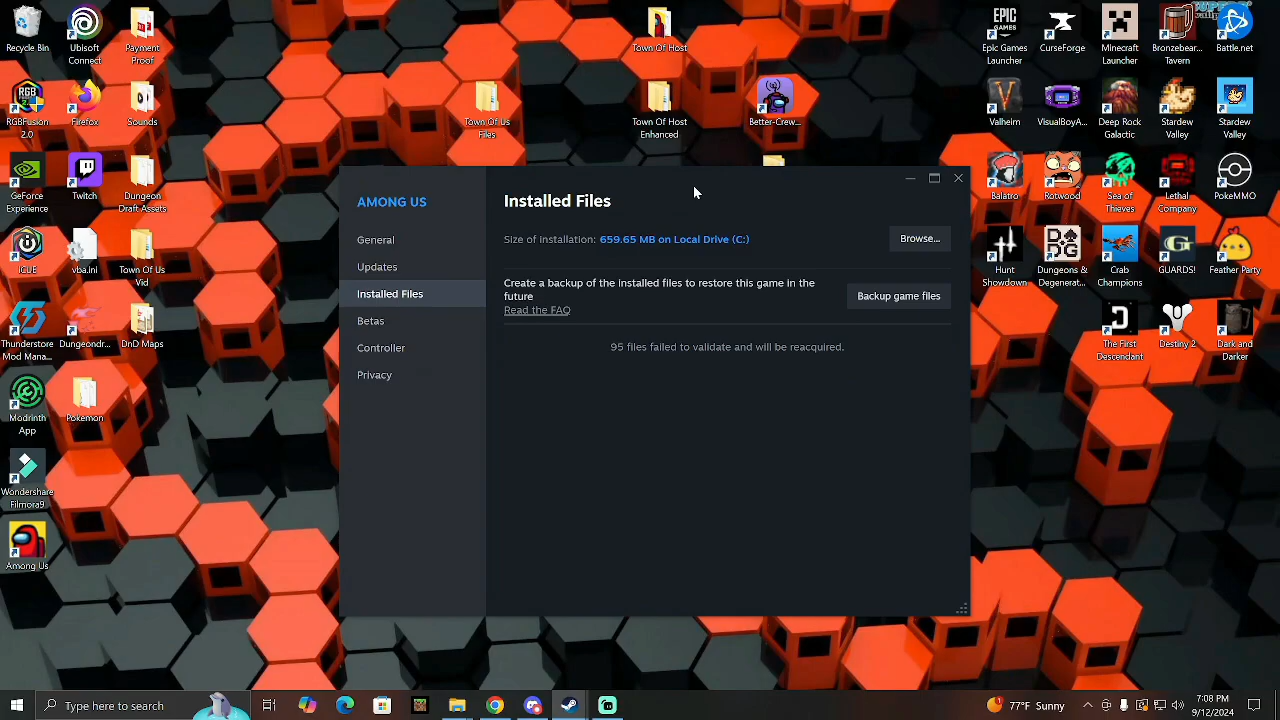 Recycle Bin
Ubisoft
Connect
Payment
Proof
Town Of Host
EPIC
GAMES
Epic Games
Launcher
CurseForge
Minecraft
Launcher
Bronzebear...
Tavern
Battle.net
RGBFusion
2.0
Firefox
Sounds
Town Of Us
Files
Town Of Host
Enhanced
Better-Crew...
Valheim
VisualBoyA...
Deep Rock
Galactic
Stardew
Valley
Stardew
Valley
GeForce
Experience
Twitch
Dungeon
Draft Assets
Balatro
Rotwood
Sea of
Thieves
Lethal
Company
PokeMMO
iCUE
vba.ini
Town Of Us
Vid
Hunt
Showdown
Dungeons &
Degenerat...
Crab
Champions
GUARDS!
Feather Party
Thunderstore
Mod Mana...
Dungeondr...
DnD Maps
The First
Descendant
Destiny 2
Dark and
Darker
Modrinth
App
Pokemon
Wondershare
Filmora9
Among Us
AMONG US
General
Updates
Installed Files
Betas
Controller
Privacy
Installed Files
Size of installation: 659.65 MB on Local Drive (C:)
Browse...
Create a backup of the installed files to restore this game in the
future
Read the FAQ
Backup game files
95 files failed to validate and will be reacquired.
Type here to search
77°F Sunny
7:08 PM
9/12/2024